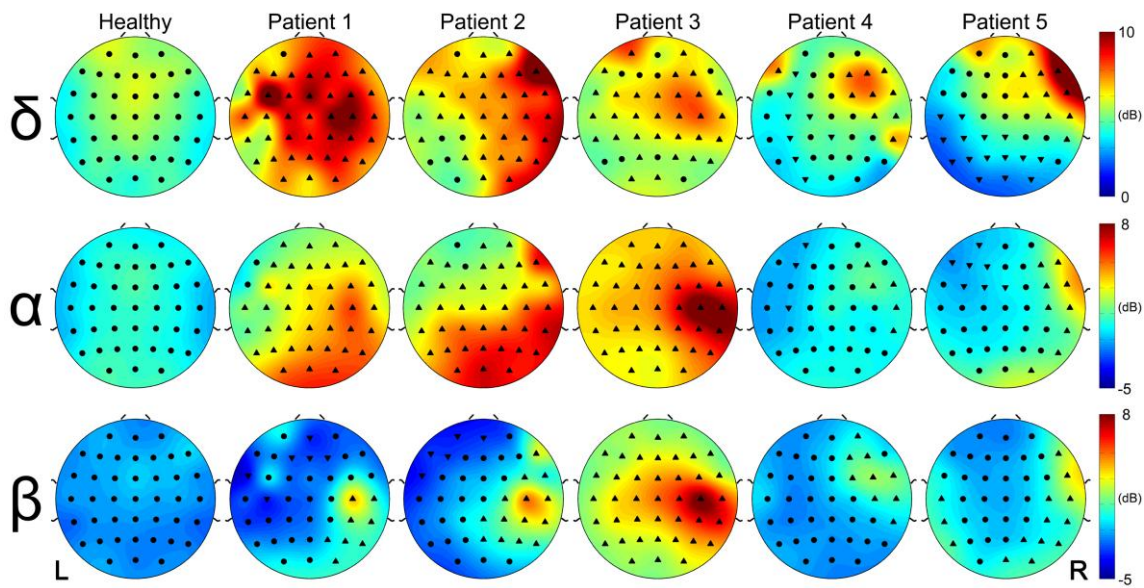 Healthy Patient 1 Patient 2 Patient 3 Patient 4 Patient 5
δ
10
(dB)
0
α
8
(dB)
-5
β
8
(dB)
-5
L R